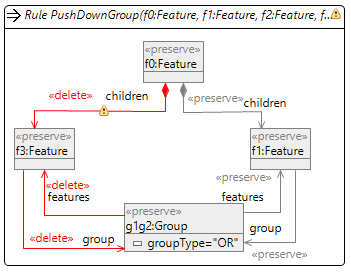 Rule PushDownGroup(f0:Feature, f1:Feature, f2:Feature, f...
«preserve»
f0:Feature
«delete»
children
«preserve»
children
«preserve»
f3:Feature
«preserve»
f1:Feature
«delete»
features
«preserve»
features
«preserve»
g1g2:Group
groupType="OR"
«delete»
group
group
«preserve»